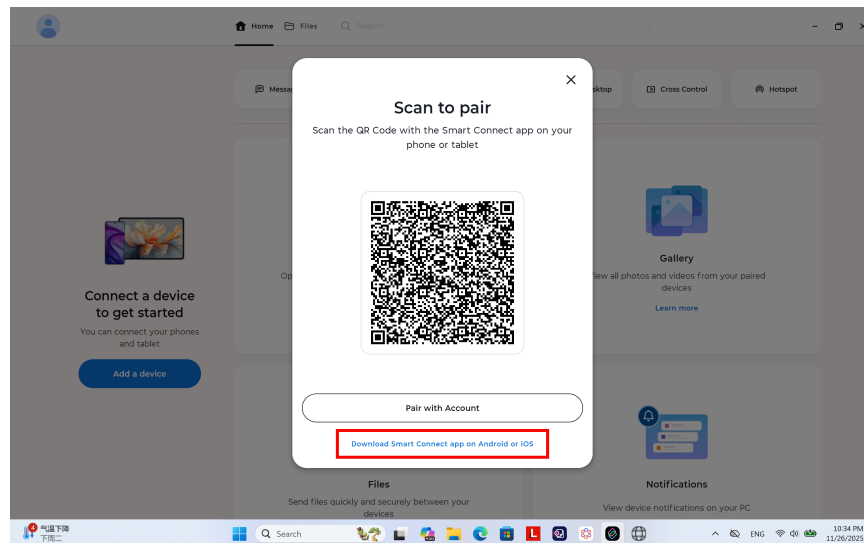 Home
Files
Search
Messa
sktop
Cross Control
Hotspot
Scan to pair
Scan the QR Code with the Smart Connect app on your
phone or tablet
Connect a device
to get started
You can connect your phones
and tablet
Add a device
Op
Gallery
iew all photos and videos from your paired
devices
Learn more
Pair with Account
Download Smart Connect app on Android or iOS
Files
Send files quickly and securely between your
devices
Notifications
View device notifications on your PC
4
气温下降
下周二
Search
L
ENG
10:34 PM
11/26/2025